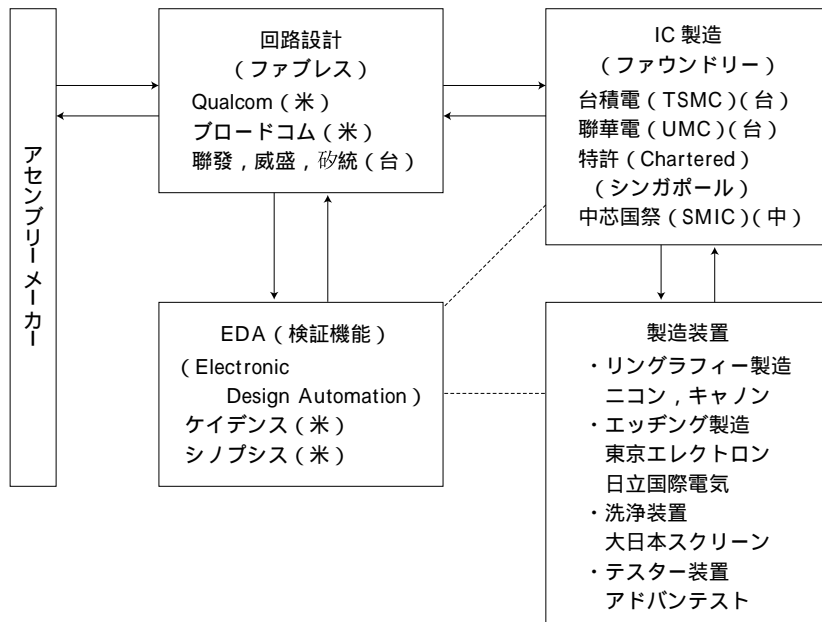 アセンブリーメーカー
回路設計
（ファブレス）
Qualcom（米）
ブロードコム（米）
聯發，威盛，矽統（台）
IC 製造
（ファウンドリー）
台積電（TSMC）（台）
聯華電（UMC）（台）
特許（Chartered）
（シンガポール）
中芯国祭（SMIC）（中）
EDA（検証機能）
（Electronic
Design Automation）
ケイデンス（米）
シノプシス（米）
製造装置
・リングラフィー製造
ニコン，キャノン
・エッヂング製造
東京エレクトロン
日立国際電気
・洗浄装置
大日本スクリーン
・テスター装置
アドバンテスト